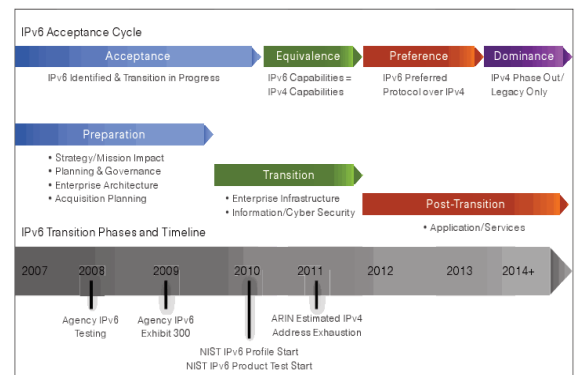 IPv6 Acceptance Cycle
Acceptance
Equivalence
Preference
Dominance
IPv6 Identified & Transition in Progress
IPv6 Capabilities =
IPv4 Capabilities
IPv6 Preferred
Protocol over IPv4
IPv4 Phase Out/
Legacy Only
Preparation
• Strategy/Mission Impact
• Planning & Governance
• Enterprise Architecture
• Acquisition Planning
Transition
• Enterprise Infrastructure
• Information/Cyber Security
Post-Transition
• Application/Services
IPv6 Transition Phases and Timeline
2007
2008
2009
2010
2011
2012
2013
2014+
Agency IPv6
Testing
Agency IPv6
Exhibit 300
NIST IPv6 Profile Start
NIST IPv6 Product Test Start
ARIN Estimated IPv4
Address Exhaustion